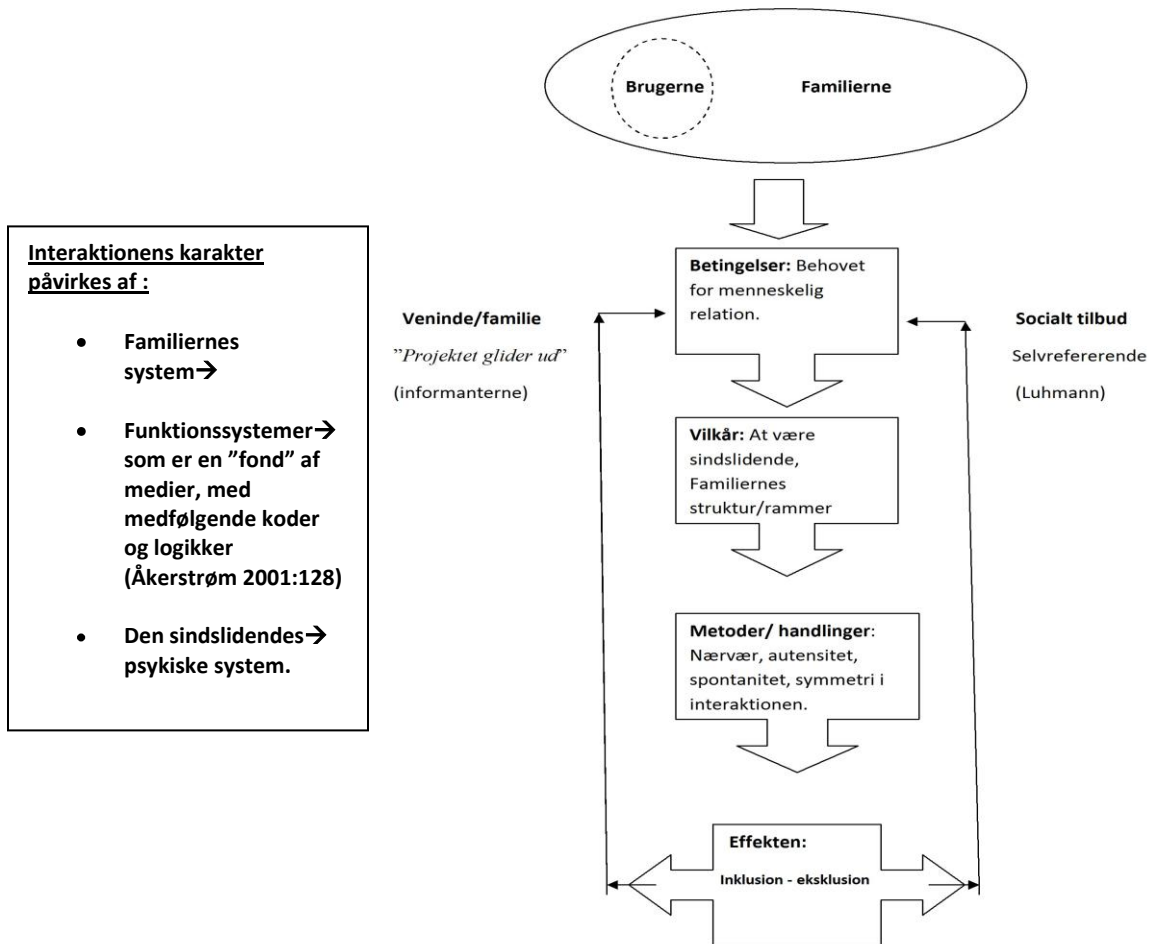 Brugerne
Familierne
Interaktionens karakter
påvirkes af :
• Familiernes
system→
• Funktionssystemer→
som er en ”fond” af
medier, med
medfølgende koder
og logikker
(Åkerstrøm 2001:128)
• Den sindslidendes→
psykiske system.
Veninde/familie
”Projektet glider ud”
(informanterne)
Betingelser: Behovet
for menneskelig
relation.
Socialt tilbud
Selvrefererende
(Luhmann)
Vilkår: At være
sindslidende,
Familiernes
struktur/rammer
Metoder/ handlinger:
Nærvær, autensitet,
spontanitet, symmetri i
interaktionen.
Effekten:
Inklusion - eksklusion